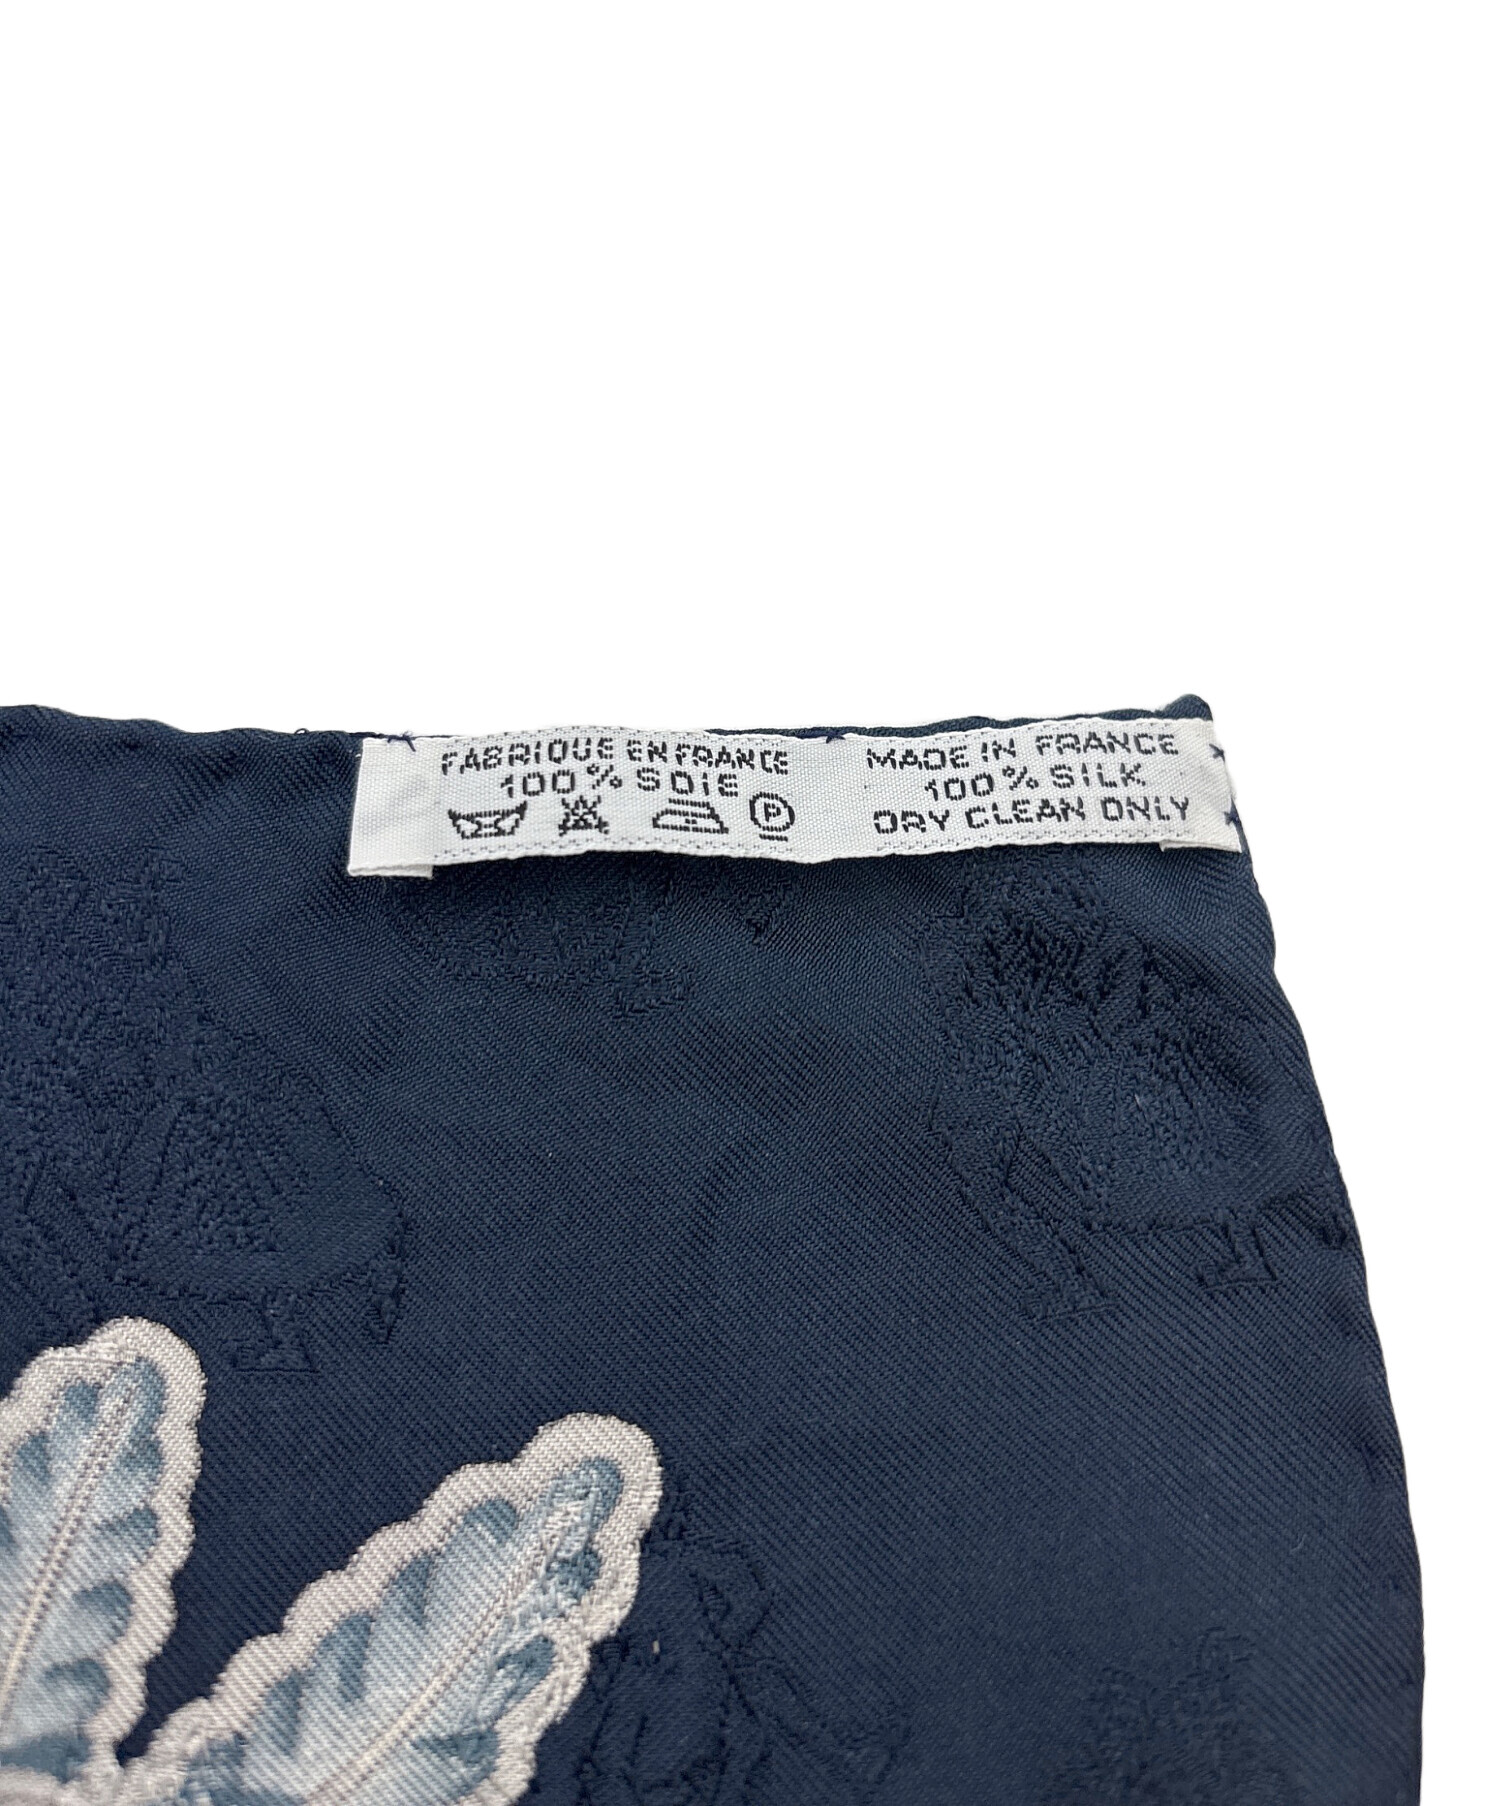 FABRIQUE EN FRANCE
100% SOIE
P
MADE IN FRANCE
100% SILK
DRY CLEAN ONLY